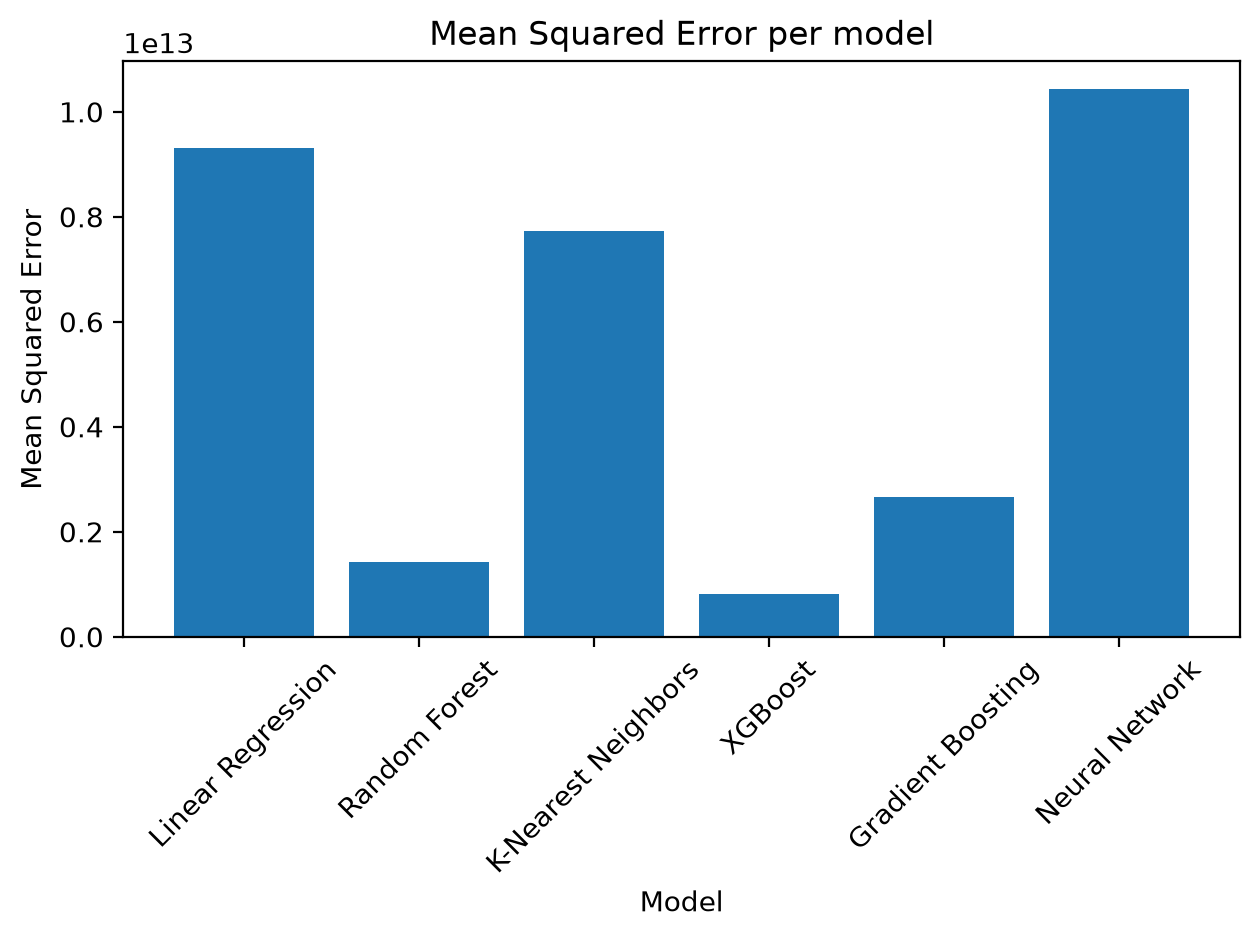 Mean Squared Error per model
1e13
1.0
0.8
0.6
0.4
0.2
0.0
Mean Squared Error
Linear Regression
Random Forest
K-Nearest Neighbors
XGBoost
Gradient Boosting
Neural Network
Model